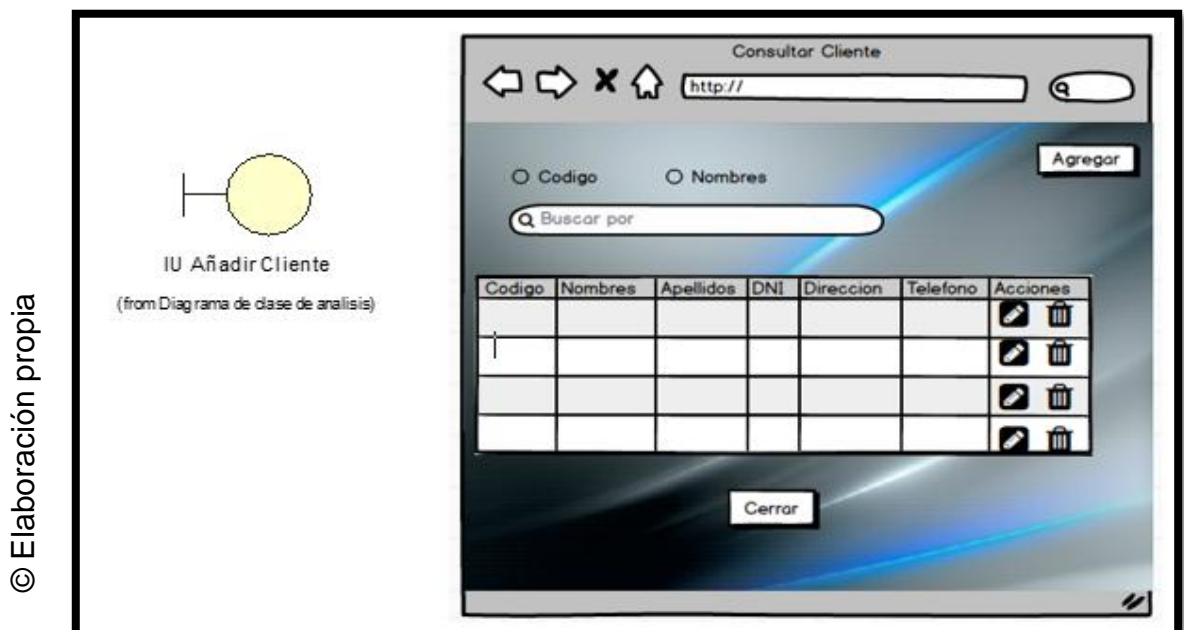 © Elaboración propia
IU Añadir Cliente
(from Diagrama de clase de analisis)
Consultar Cliente
http://
Agregar
Codigo Nombres
Buscar por
Codigo Nombres Apellidos DNI Direccion Telefono Acciones
Cerrar